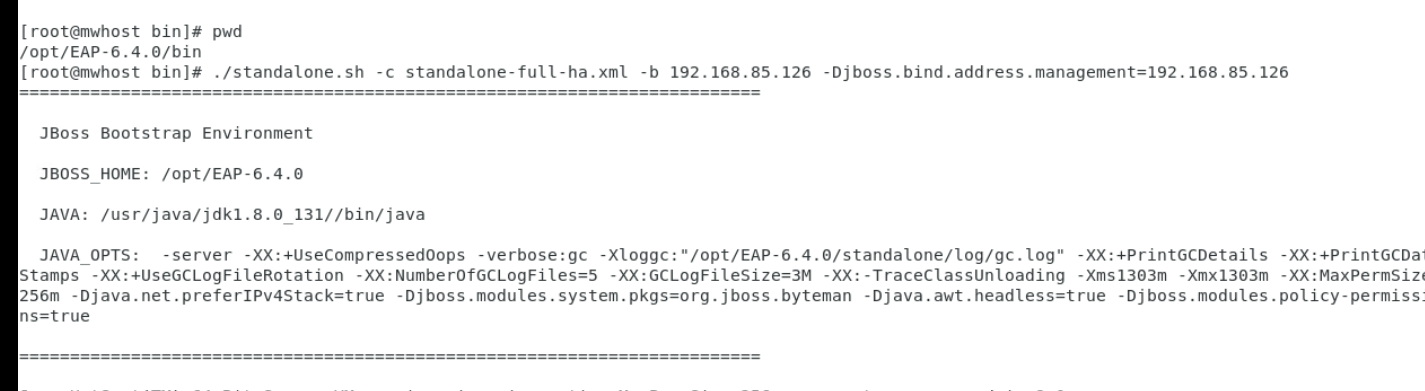 [root@mwhost bin]# pwd
/opt/EAP-6.4.0/bin
[root@mwhost bin]# ./standalone.sh -c standalone-full-ha.xml -b 192.168.85.126 -Djboss.bind.address.management=192.168.85.126
=========================================================================
JBoss Bootstrap Environment
JBOSS_HOME: /opt/EAP-6.4.0
JAVA: /usr/java/jdk1.8.0_131//bin/java
JAVA_OPTS:  -server -XX:+UseCompressedOops -verbose:gc -Xloggc:"/opt/EAP-6.4.0/standalone/log/gc.log" -XX:+PrintGCDetails -XX:+PrintGCDat
Stamps -XX:+UseGCLogFileRotation -XX:NumberOfGCLogFiles=5 -XX:GCLogFileSize=3M -XX:-TraceClassUnloading -Xms1303m -Xmx1303m -XX:MaxPermSize
256m -Djava.net.preferIPv4Stack=true -Djboss.modules.system.pkgs=org.jboss.byteman -Djava.awt.headless=true -Djboss.modules.policy-permissi
ns=true
=========================================================================